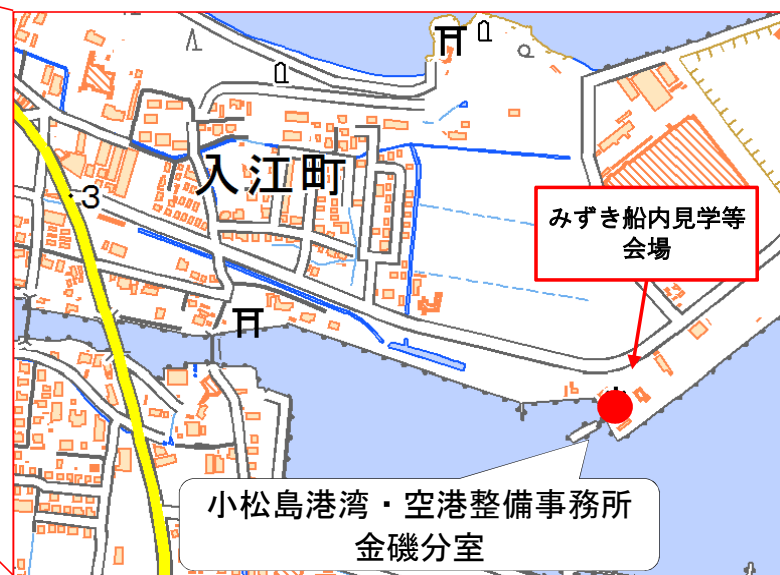 入江町
・3
みずき船内見学等
会場
小松島港湾・空港整備事務所
金磯分室